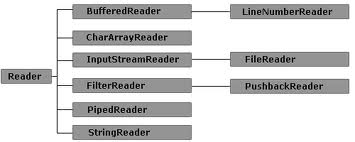 BufferedReader LineNumberReader
CharArrayReader
InputStreamReader FileReader
Reader
FilterReader PushbackReader
PipedReader
StringReader